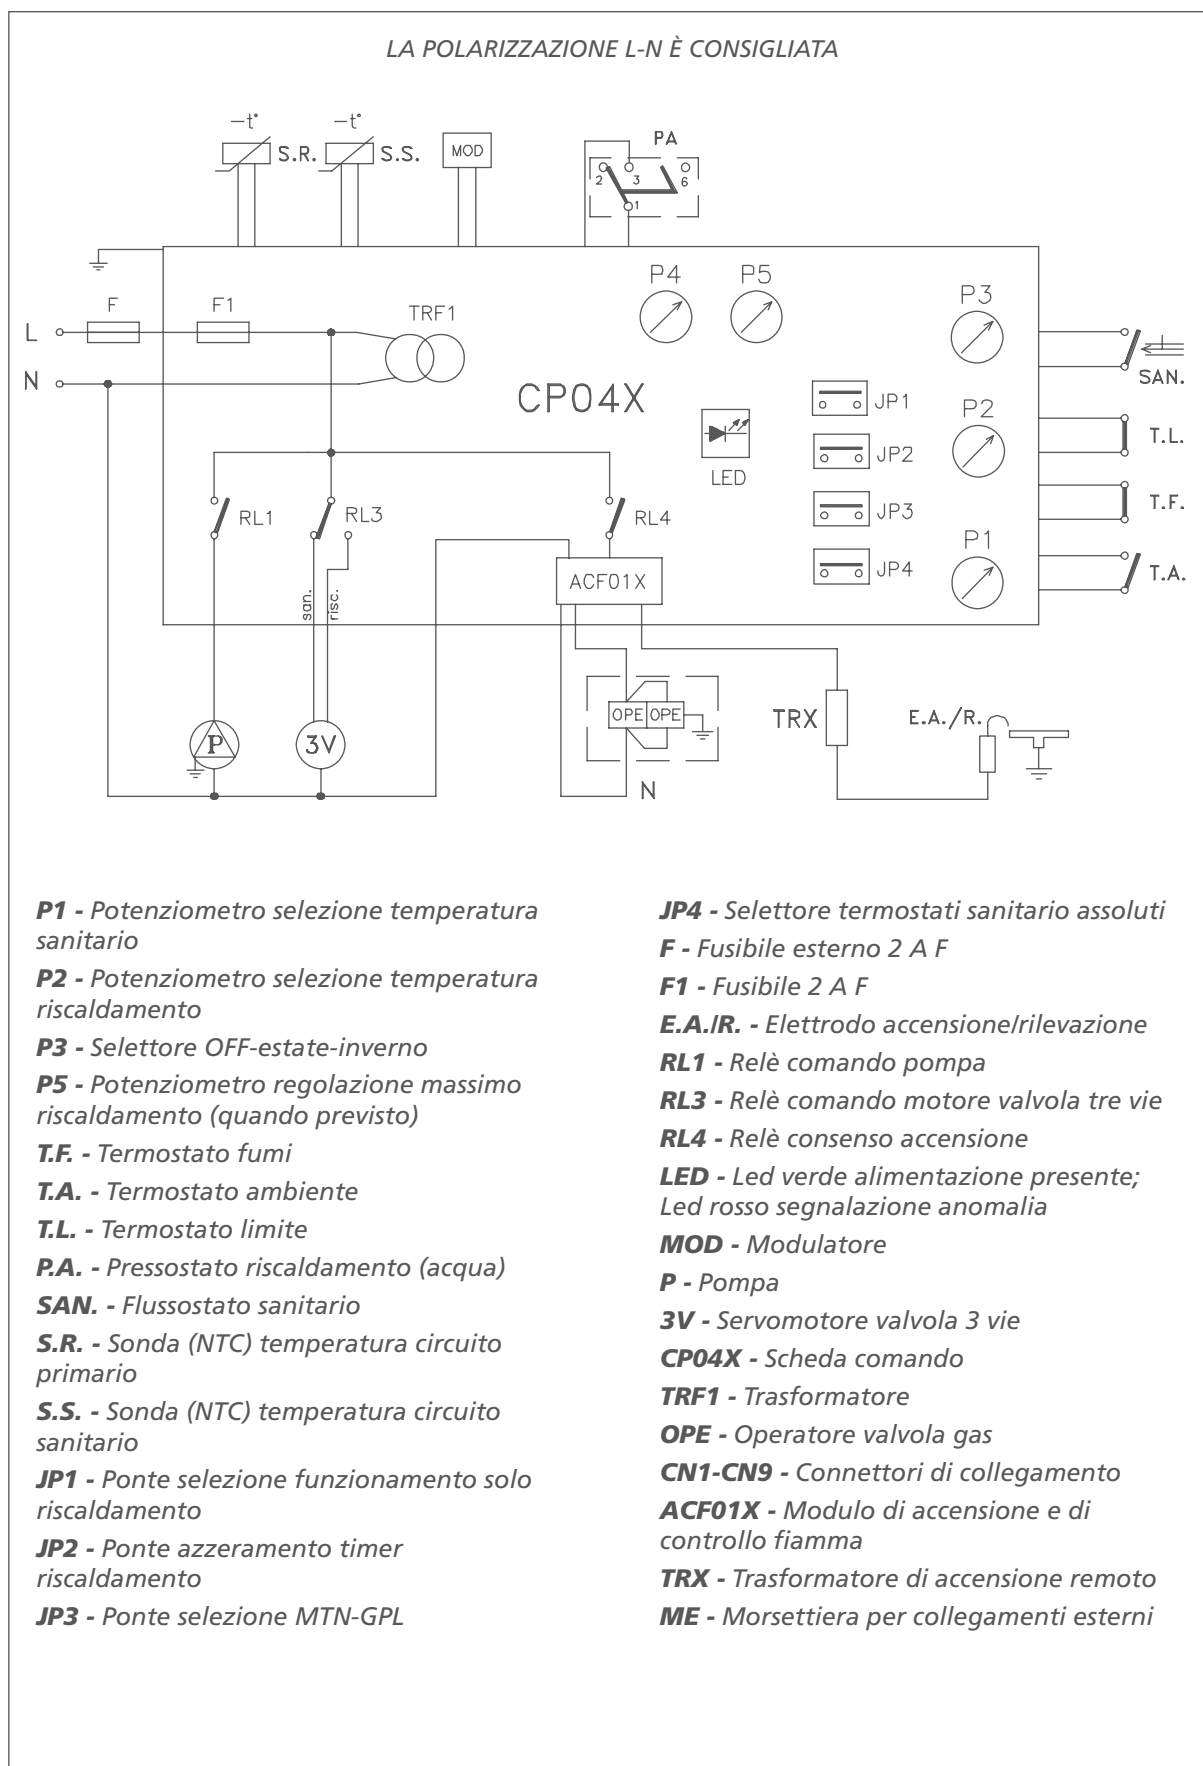 LA POLARIZZAZIONE L-N È CONSIGLIATA
-t°
S.R.
-t°
S.S.
MOD
PA
2
3
6
1
F
F1
TRF1
P4
P5
P3
L
N
SAN.
CP04X
JP1
P2
LED
JP2
T.L.
RL1
RL3
RL4
JP3
T.F.
P1
ACF01X
JP4
T.A.
san.
risc.
OPE
OPE
TRX
E.A./R.
P
3V
N
P1 - Potenziometro selezione temperatura
sanitario
P2 - Potenziometro selezione temperatura
riscaldamento
P3 - Selettore OFF-estate-inverno
P5 - Potenziometro regolazione massimo
riscaldamento (quando previsto)
T.F. - Termostato fumi
T.A. - Termostato ambiente
T.L. - Termostato limite
P.A. - Pressostato riscaldamento (acqua)
SAN. - Flussostato sanitario
S.R. - Sonda (NTC) temperatura circuito
primario
S.S. - Sonda (NTC) temperatura circuito
sanitario
JP1 - Ponte selezione funzionamento solo
riscaldamento
JP2 - Ponte azzeramento timer
riscaldamento
JP3 - Ponte selezione MTN-GPL
JP4 - Selettore termostati sanitario assoluti
F - Fusibile esterno 2 A F
F1 - Fusibile 2 A F
E.A./R. - Elettrodo accensione/rilevazione
RL1 - Relè comando pompa
RL3 - Relè comando motore valvola tre vie
RL4 - Relè consenso accensione
LED - Led verde alimentazione presente;
Led rosso segnalazione anomalia
MOD - Modulatore
P - Pompa
3V - Servomotore valvola 3 vie
CP04X - Scheda comando
TRF1 - Trasformatore
OPE - Operatore valvola gas
CN1-CN9 - Connettori di collegamento
ACF01X - Modulo di accensione e di
controllo fiamma
TRX - Trasformatore di accensione remoto
ME - Morsettiera per collegamenti esterni